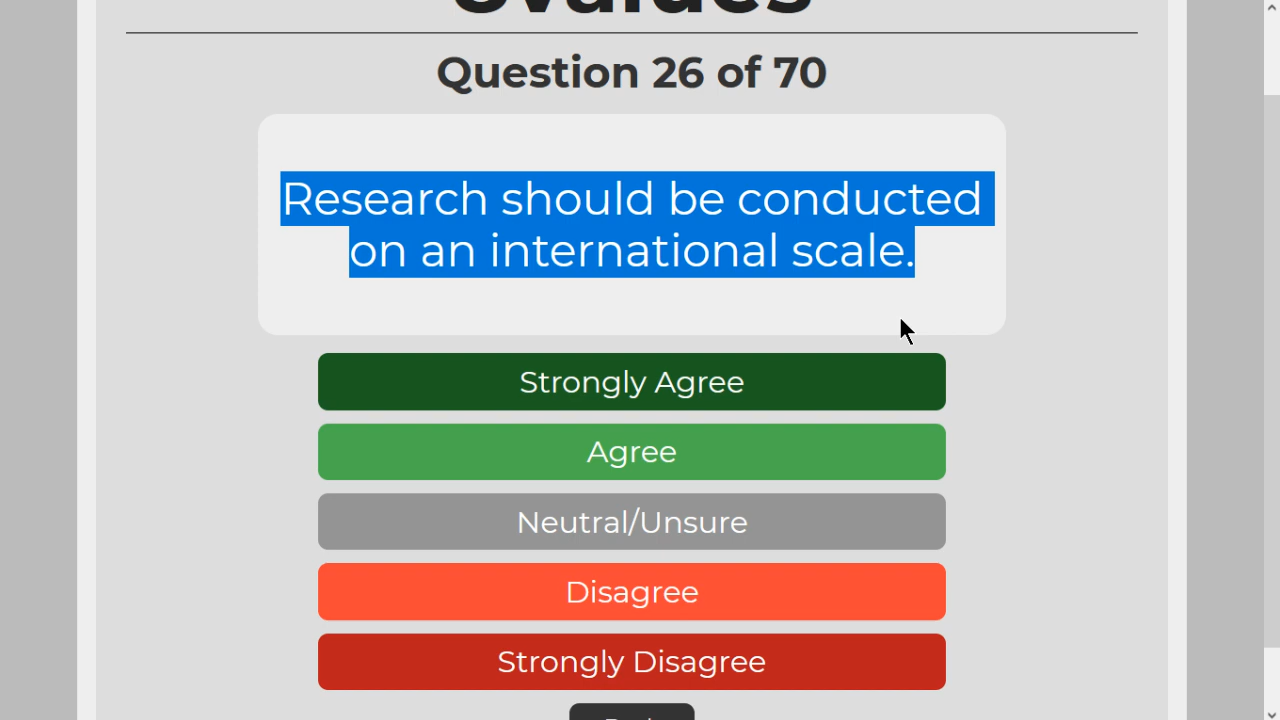 Question 26 of 70
Research should be conducted
on an international scale.
Strongly Agree
Agree
Neutral/Unsure
Disagree
Strongly Disagree